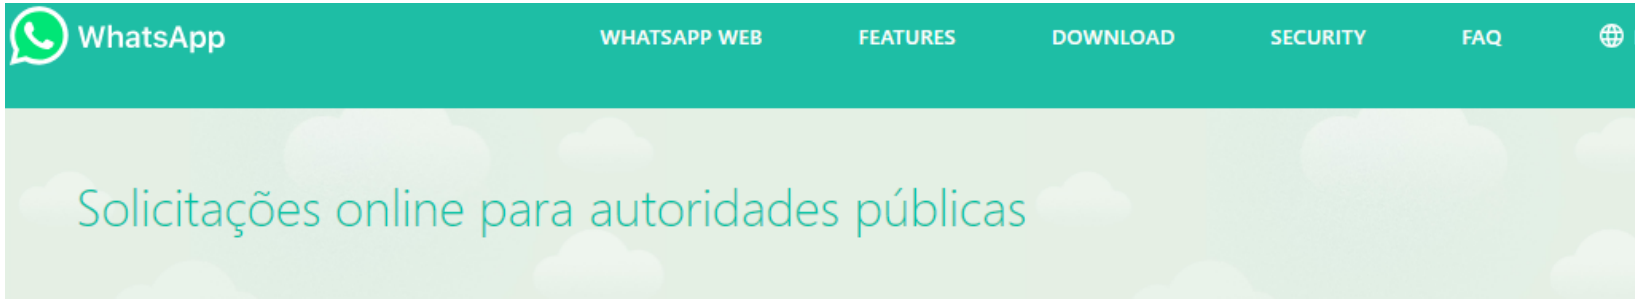 WhatsApp WHATSAPP WEB FEATURES DOWNLOAD SECURITY FAQ
Solicitações online para autoridades públicas